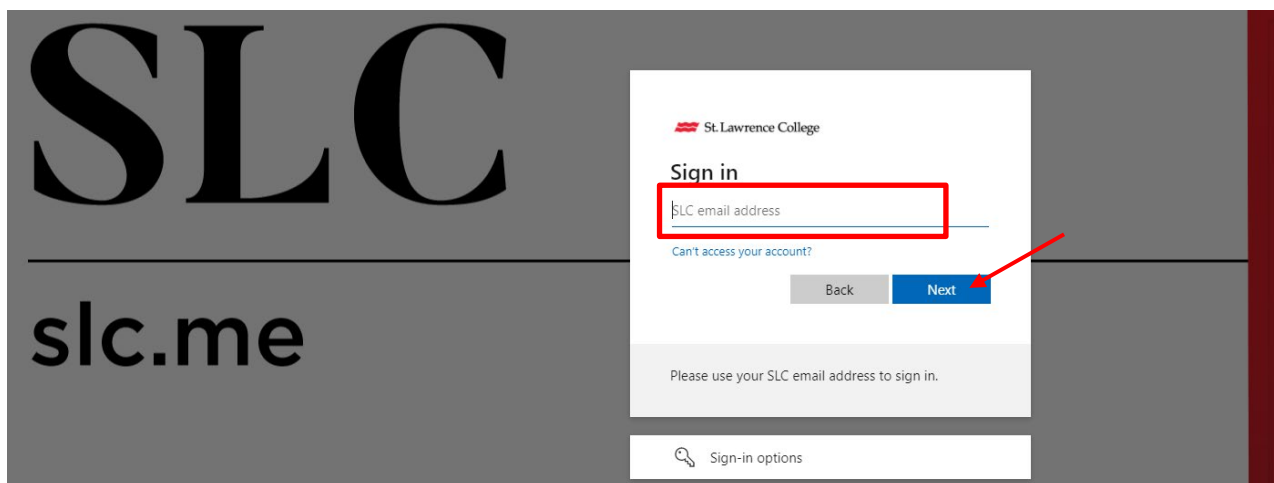 SLC
slc.me
St. Lawrence College
Sign in
SLC email address
Can't access your account?
Back
Next
Please use your SLC email address to sign in.
Sign-in options